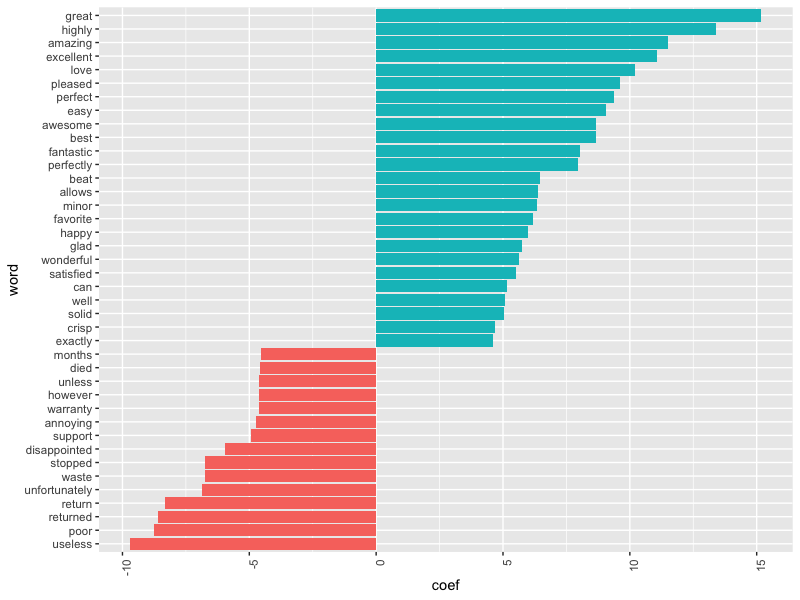 great
highly
amazing
excellent
love
pleased
perfect
easy
awesome
best
fantastic
perfectly
beat
allows
minor
favorite
happy
glad
wonderful
satisfied
can
well
solid
crisp
exactly
months
died
unless
however
warranty
annoying
support
disappointed
stopped
waste
unfortunately
return
returned
poor
useless
word
-10
-5
0
5
10
15
coef